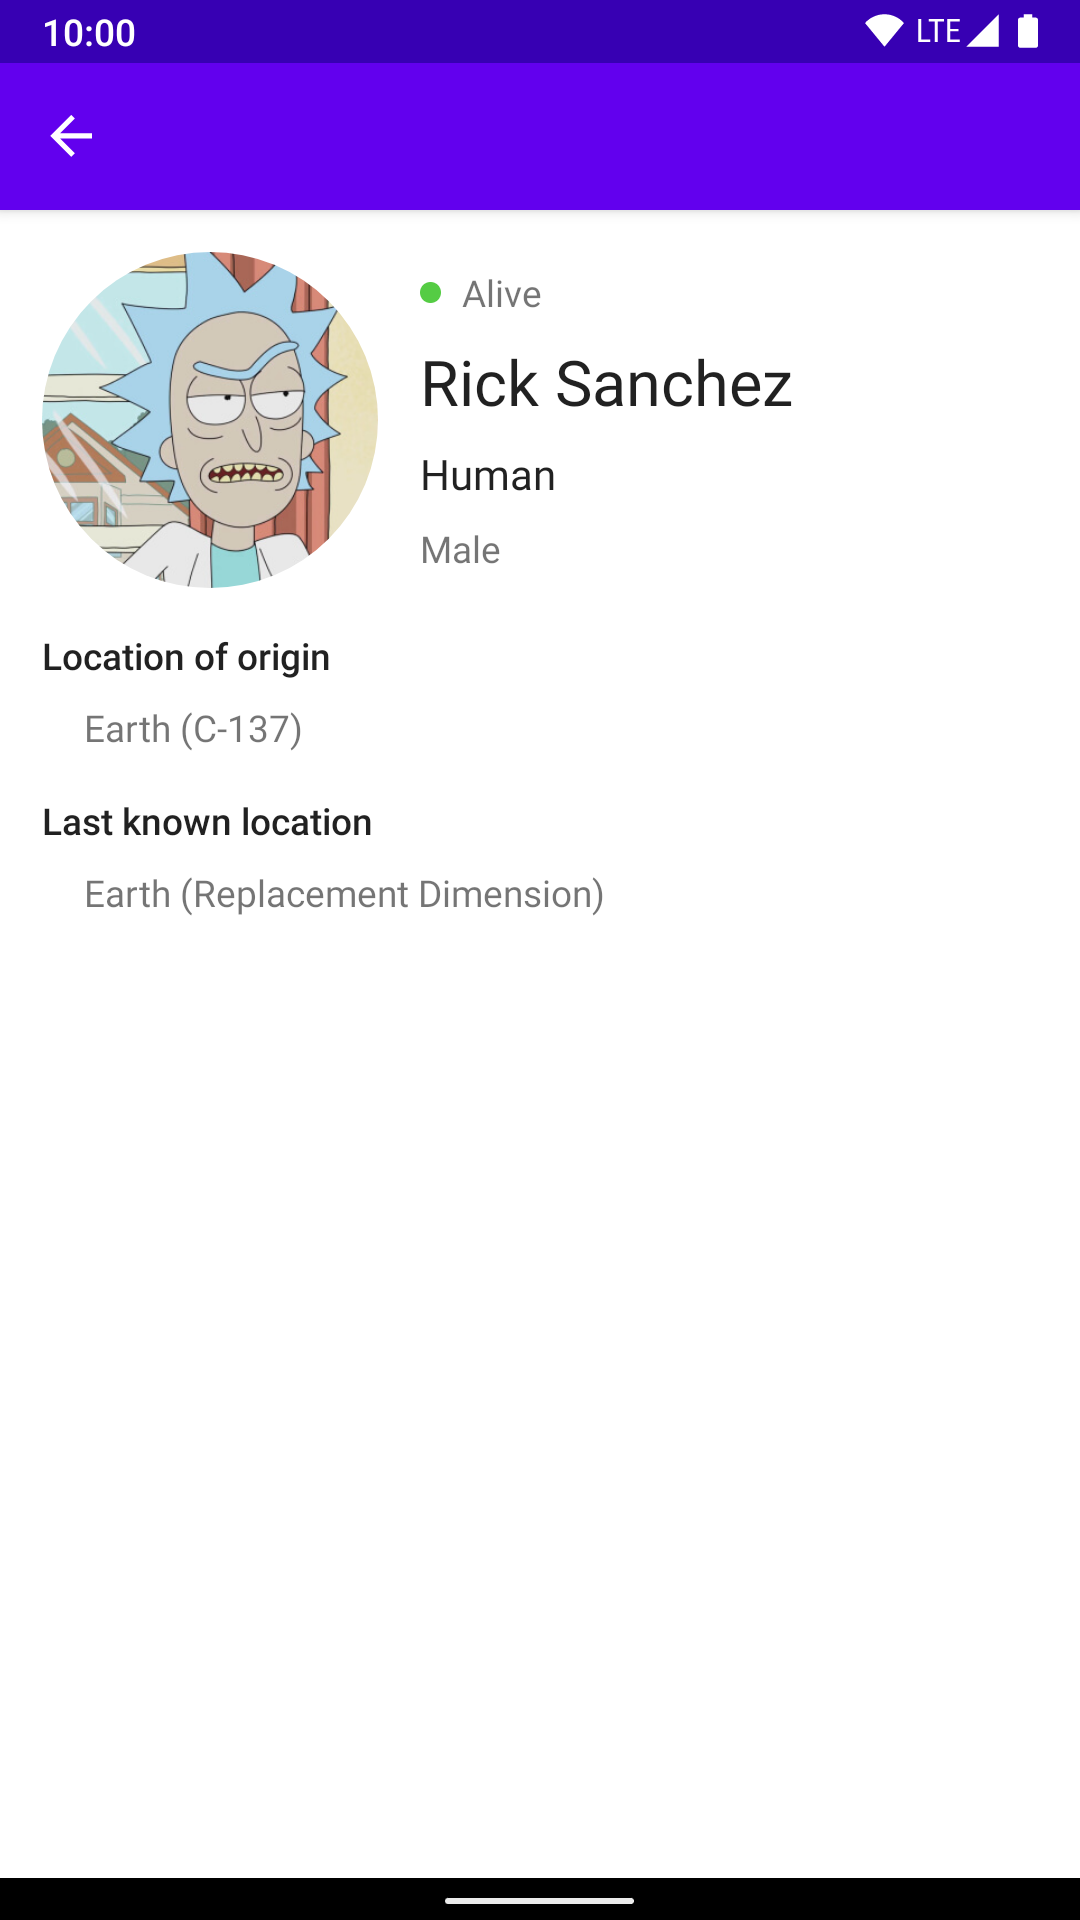 10:00 LTE
Alive
Rick Sanchez
Human
Male
Location of origin
Earth (C-137)
Last known location
Earth (Replacement Dimension)